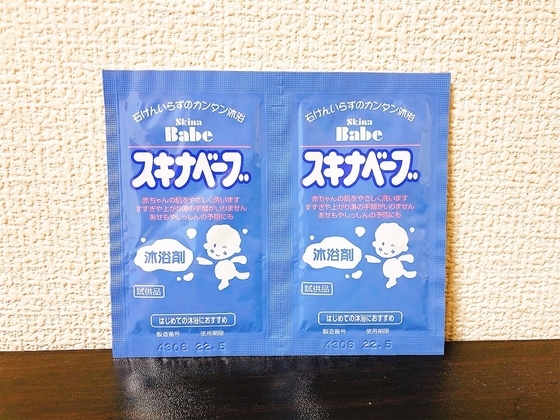 石けんいらずのカンタン沐浴
Skina
Babe
スキナベーブ
赤ちゃんの肌をやさしく洗います
すすぎや上がり湯の手間がいりません
あせもやしっしんの予防にも
沐浴剤
試供品
はじめての沐浴におすすめ
製造番号 使用期限
4306 22.5
石けんいらずのカンタン沐浴
Skina
Babe
スキナベーブ
赤ちゃんの肌をやさしく洗います
すすぎや上がり湯の手間がいりません
あせもやしっしんの予防にも
沐浴剤
試供品
はじめての沐浴におすすめ
製造番号 使用期限
4306 22.5